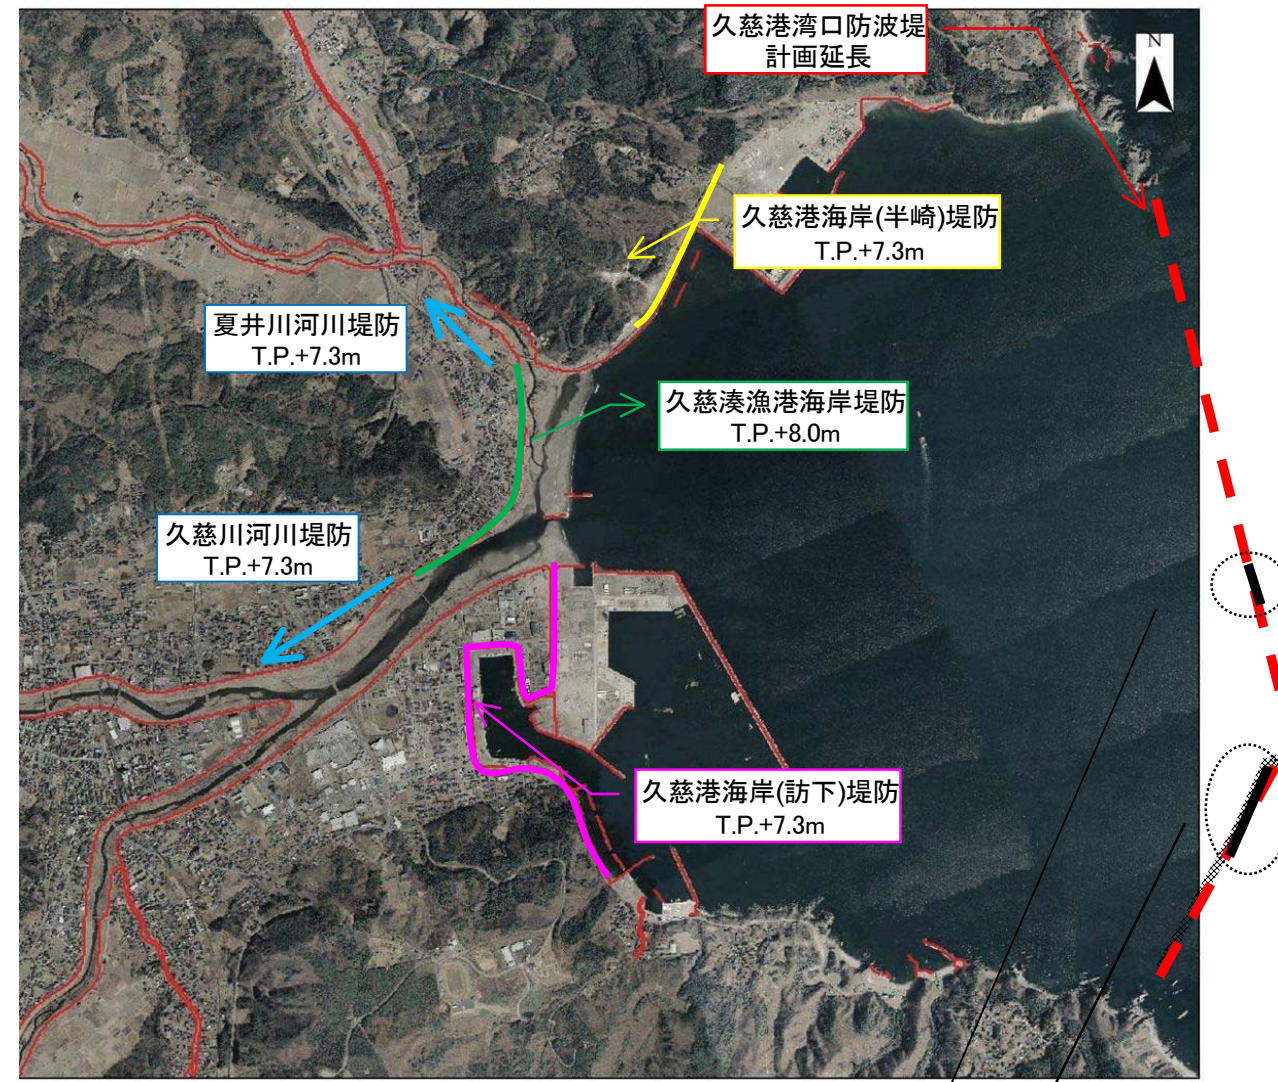 久慈港湾口防波堤
計画延長
N
久慈港海岸(半崎)堤防
T.P.+7.3m
夏井川河川堤防
T.P.+7.3m
久慈湊漁港海岸堤防
T.P.+8.0m
久慈川河川堤防
T.P.+7.3m
久慈港海岸(諏訪下)堤防
T.P.+7.3m